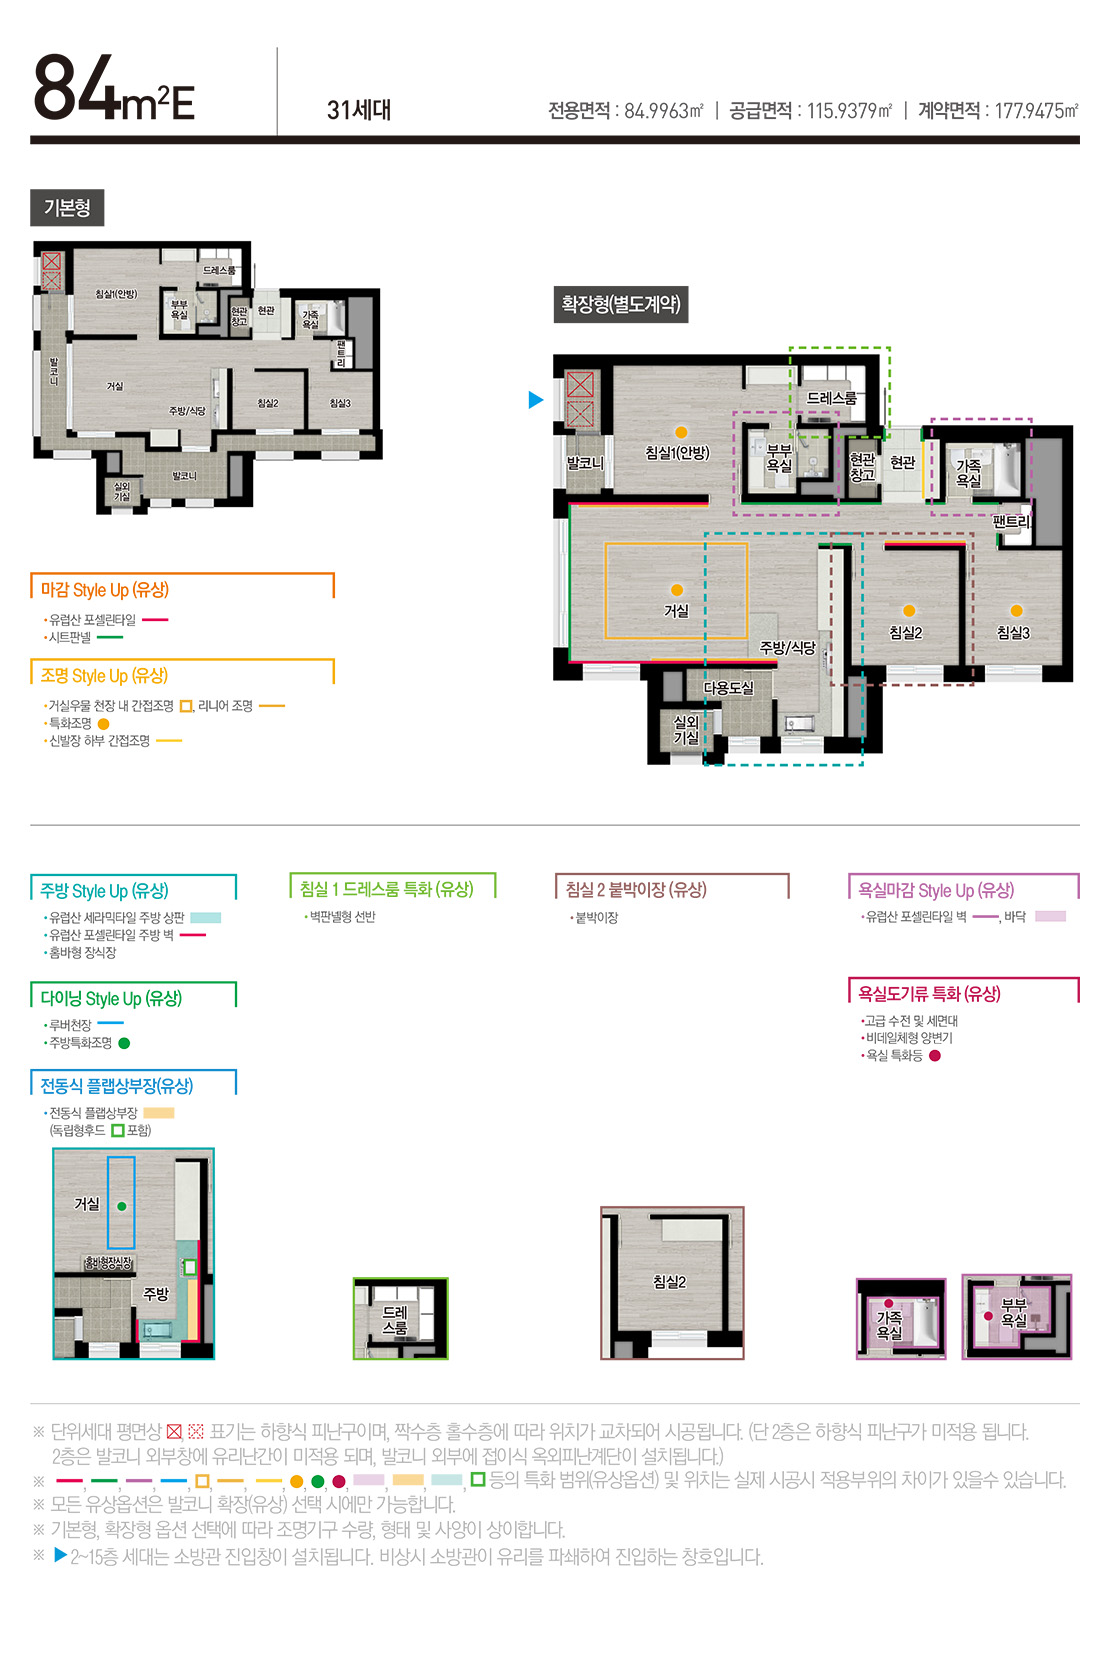 84m²E
31세대
전용면적 : 84.9963㎡ | 공급면적 : 115.9379㎡ | 계약면적 : 177.9475㎡
기본형
드레스룸
침실1(안방)
부부
욕실
현관
창고
현관
가족
욕실
팬트리
발코니
거실
주방/식당
침실2
침실3
발코니
실외
기실
확장형(별도계약)
드레스룸
침실1(안방)
발코니
부부
욕실
현관
창고
현관
가족
욕실
팬트리
거실
주방/식당
침실2
침실3
다용도실
실외
기실
마감 Style Up (유상)
·유럽산 포셀린타일
·시트판넬
조명 Style Up (유상)
·거실우물 천장 내 간접조명 , 리니어 조명
·특화조명
·신발장 하부 간접조명
주방 Style Up (유상)
·유럽산 세라믹타일 주방 상판
·유럽산 포셀린타일 주방 벽
·홈바형 장식장
다이닝 Style Up (유상)
·루버천장
·주방특화조명
전동식 플랩상부장(유상)
·전동식 플랩상부장
(독립형후드 포함)
거실
홈바형장식장
주방
침실 1 드레스룸 특화 (유상)
·벽판넬형 선반
드레
스룸
침실 2 붙박이장 (유상)
·붙박이장
침실2
욕실마감 Style Up (유상)
·유럽산 포셀린타일 벽 , 바닥
욕실도기류 특화 (유상)
·고급 수전 및 세면대
·비데일체형 양변기
·욕실 특화등
가족
욕실
부부
욕실
※ 단위세대 평면상 , 표기는 하향식 피난구이며, 짝수층 홀수층에 따라 위치가 교차되어 시공됩니다. (단 2층은 하향식 피난구가 미적용 됩니다.
2층은 발코니 외부창에 유리난간이 미적용 되며, 발코니 외부에 접이식 옥외피난계단이 설치됩니다.)
※ , , , , , , , , , , , , , 등의 특화 범위(유상옵션) 및 위치는 실제 시공시 적용부위의 차이가 있을수 있습니다.
※ 모든 유상옵션은 발코니 확장(유상) 선택 시에만 가능합니다.
※ 기본형, 확장형 옵션 선택에 따라 조명기구 수량, 형태 및 사양이 상이합니다.
※ ▶2~15층 세대는 소방관 진입창이 설치됩니다. 비상시 소방관이 유리를 파쇄하여 진입하는 창호입니다.